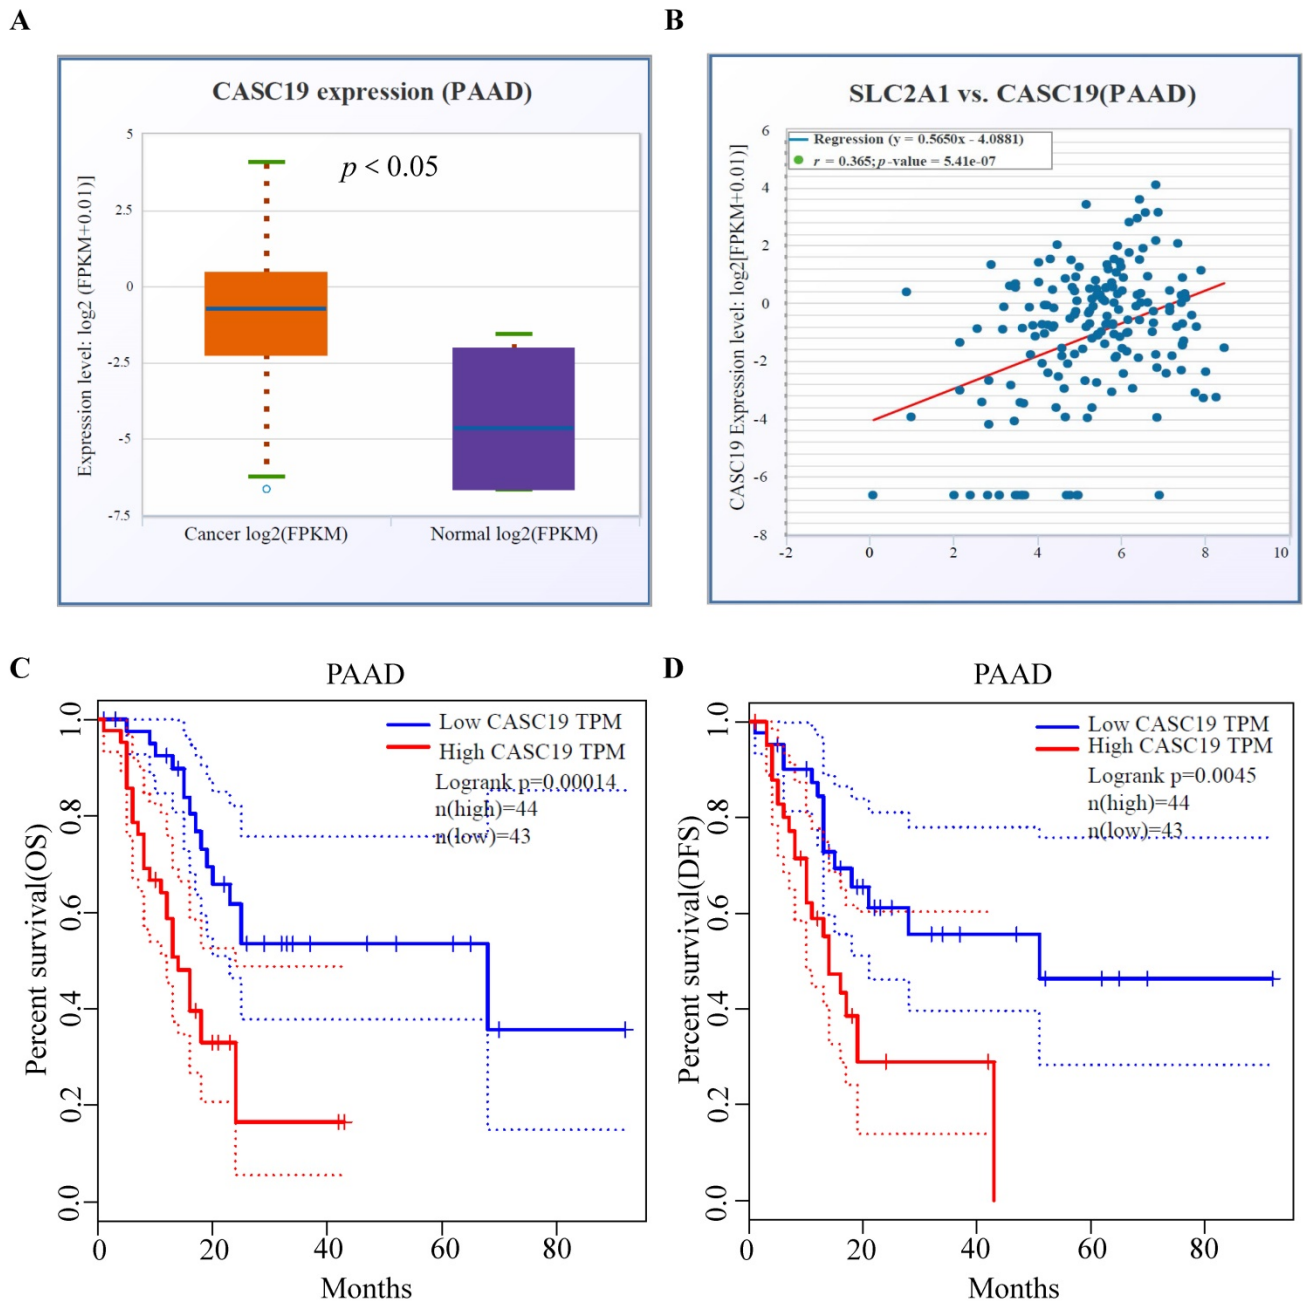 A
CASC19 expression (PAAD)
Expression level: log2 (FPKM+0.01)]
5
2.5
0
-2.5
-5
-7.5
p < 0.05
Cancer log2(FPKM)
Normal log2(FPKM)
B
SLC2A1 vs. CASC19(PAAD)
CASC19 Expression level: log2[FPKM+0.01)]
6
4
2
0
-2
-4
-6
-8
Regression (y = 0.5650x - 4.0881)
r = 0.365; p-value = 5.41e-07
-2
0
2
4
6
8
10
C
PAAD
Percent survival(OS)
1.0
0.8
0.6
0.4
0.2
0.0
Low CASC19 TPM
High CASC19 TPM
Logrank p=0.00014
n(high)=44
n(low)=43
0
20
40
60
80
Months
D
PAAD
Percent survival(DFS)
1.0
0.8
0.6
0.4
0.2
0.0
Low CASC19 TPM
High CASC19 TPM
Logrank p=0.0045
n(high)=44
n(low)=43
0
20
40
60
80
Months